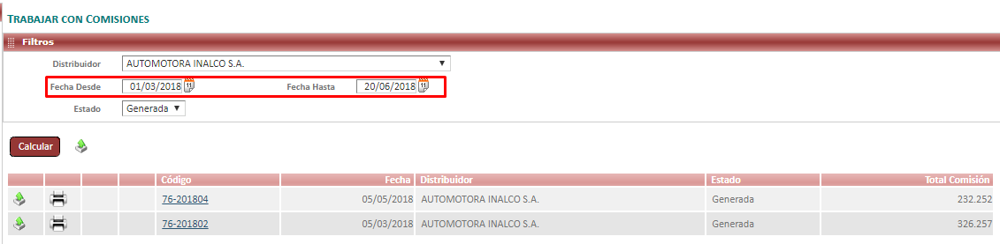 TRABAJAR CON COMISIONES
Filtros
Distribuidor AUTOMOTORA INALCO S.A.
Fecha Desde 01/03/2018 Fecha Hasta 20/06/2018
Estado Generada
Calcular
Código Fecha Distribuidor Estado Total Comisión
76-201804 05/05/2018 AUTOMOTORA INALCO S.A. Generada 232.252
76-201802 05/03/2018 AUTOMOTORA INALCO S.A. Generada 326.257